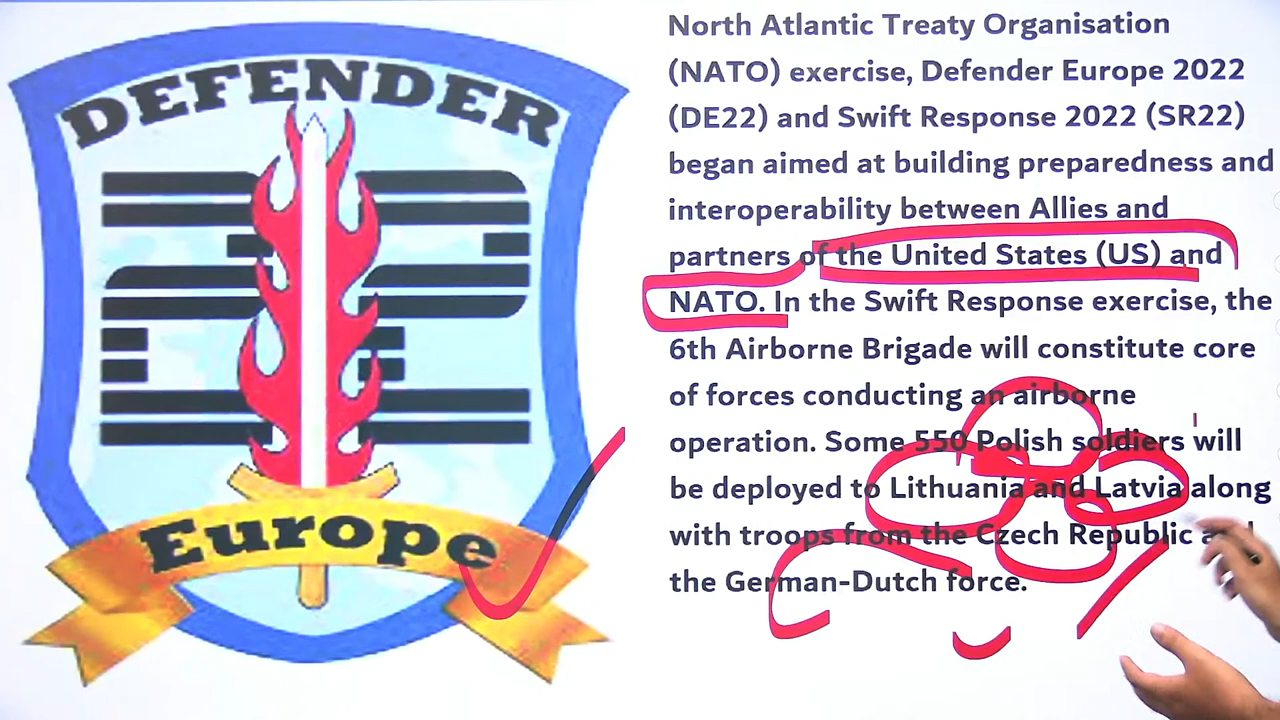 DEFENDER
Europe
North Atlantic Treaty Organisation
(NATO) exercise, Defender Europe 2022
(DE22) and Swift Response 2022 (SR22)
began aimed at building preparedness and
interoperability between Allies and
partners of the United States (US) and
NATO. In the Swift Response exercise, the
6th Airborne Brigade will constitute core
of forces conducting an airborne
operation. Some 550 Polish soldiers will
be deployed to Lithuania and Latvia along
with troops from the Czech Republic and
the German-Dutch force.